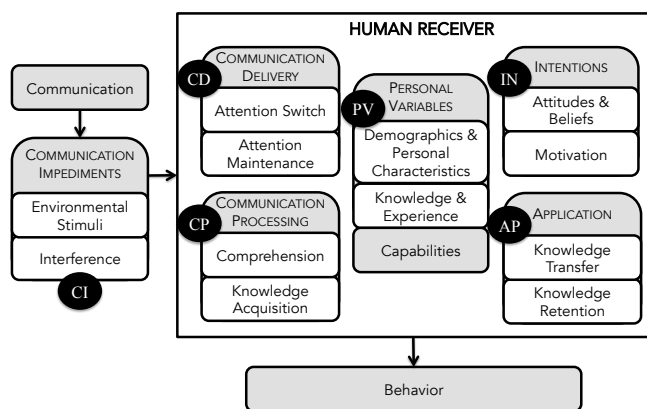 HUMAN RECEIVER
Communication
COMMUNICATION
IMPEDIMENTS
Environmental
Stimuli
Interference
CI
CD
COMMUNICATION
DELIVERY
Attention Switch
Attention
Maintenance
CP
COMMUNICATION
PROCESSING
Comprehension
Knowledge
Acquisition
PV
PERSONAL
VARIABLES
Demographics &
Personal
Characteristics
Knowledge &
Experience
Capabilities
IN
INTENTIONS
Attitudes &
Beliefs
Motivation
AP
APPLICATION
Knowledge
Transfer
Knowledge
Retention
Behavior